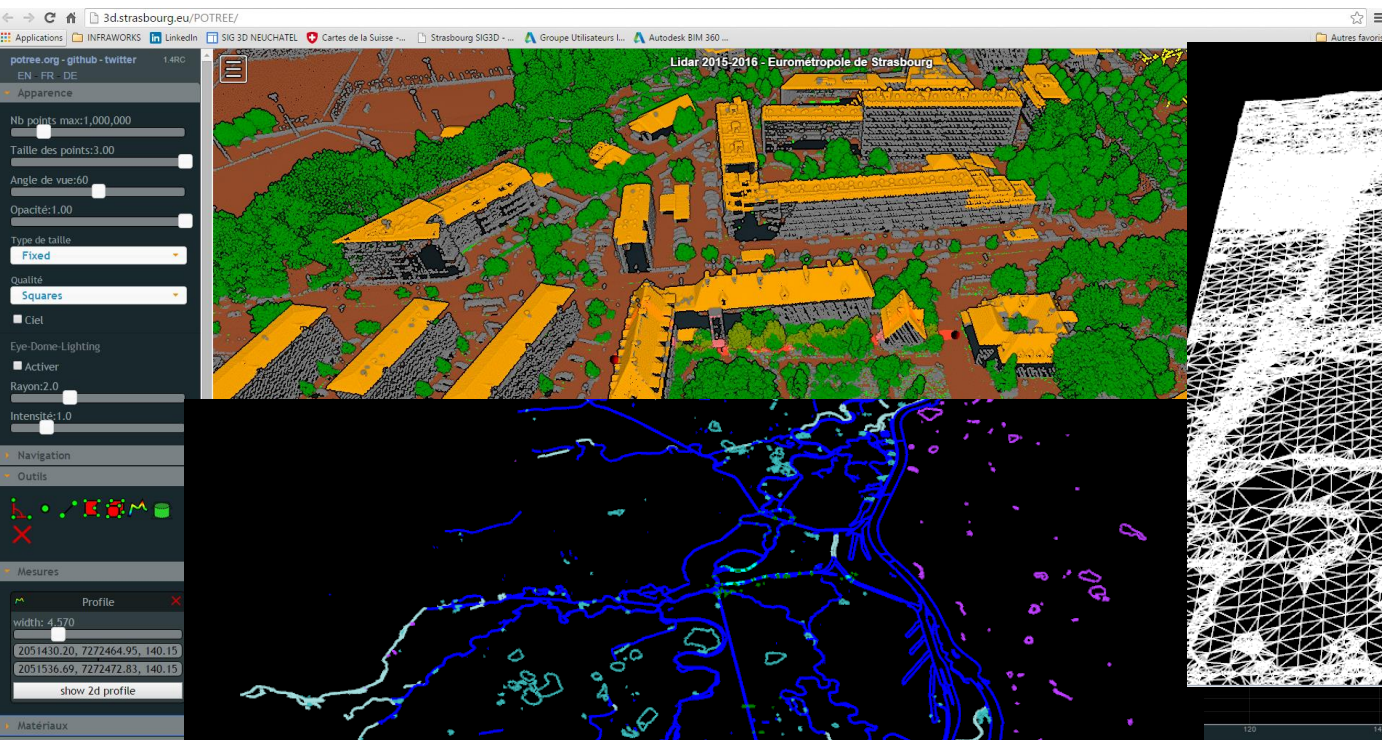 3d.strasbourg.eu/POTREE/
Applications INFRAWORKS LinkedIn SIG 3D NEUCHATEL Cartes de la Suisse -... Strasbourg SIG3D - ... Groupe Utilisateurs I... Autodesk BIM 360 ... Autres favoris
potree.org - github - twitter 1.4RC
EN - FR - DE
Apparence
Nb points max:1,000,000
Taille des points:3.00
Angle de vue:60
Opacité:1.00
Type de taille
Fixed
Qualité
Squares
Ciel
Eye-Dome-Lighting
Activer
Rayon:2.0
Intensité:1.0
Navigation
Outils
Mesures
Profile
width: 4.570
2051430.20, 7272464.95, 140.15
2051536.69, 7272472.83, 140.15
show 2d profile
Matériaux
Lidar 2015-2016 - Eurométropole de Strasbourg
120